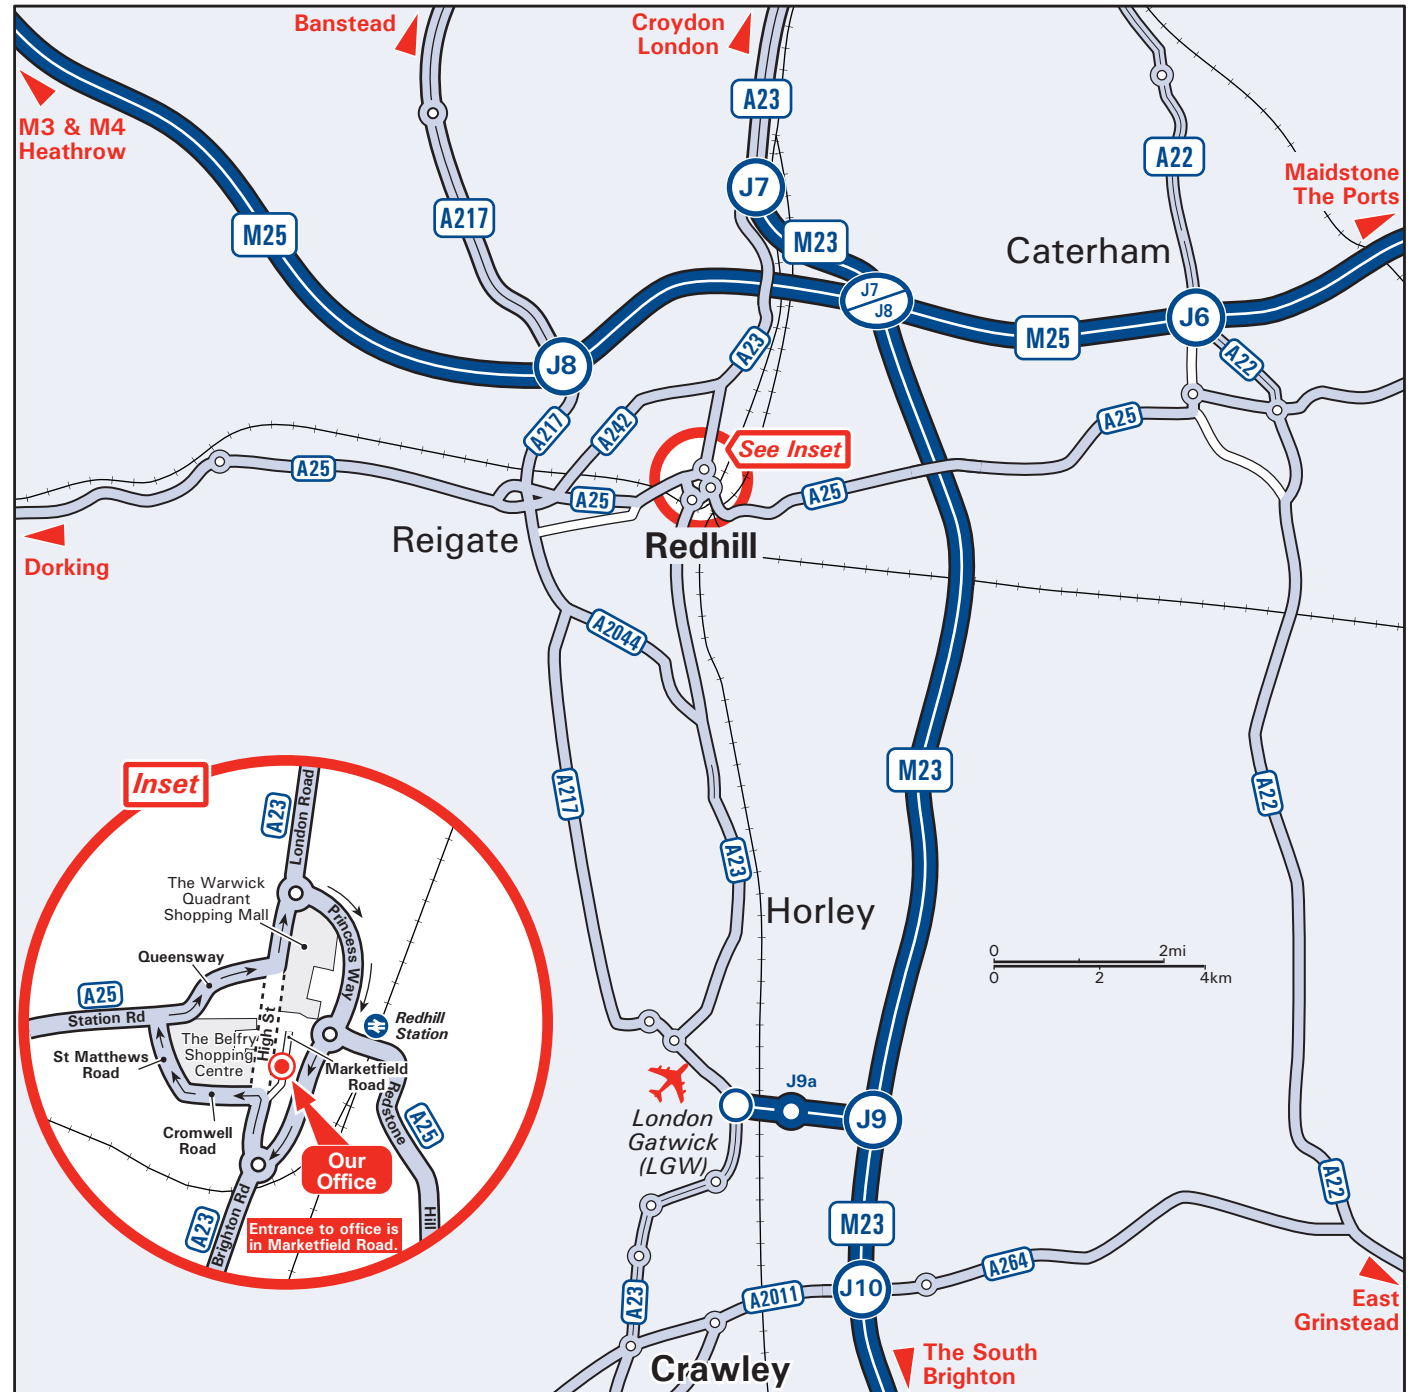 Banstead
Croydon
London
A23
M3 & M4
Heathrow
A22
Maidstone
The Ports
J7
A217
M25
M23
Caterham
J7
J8
J6
M25
A23
J8
A22
A217
A242
A25
See Inset
A25
A25
A25
Reigate
Redhill
Dorking
A2044
M23
A217
A22
A23
Horley
0
2mi
0
2
4km
J9a
J9
London
Gatwick
(LGW)
A22
M23
A264
J10
A2011
A23
East
Grinstead
Crawley
The South
Brighton
Inset
A23
London Road
The Warwick
Quadrant
Shopping Mall
Princess Way
Queensway
A25
Station Rd
High St
Redhill
Station
The Belfry
Shopping
Centre
St Matthews
Road
Marketfield
Road
Redstone
Hill
A25
Cromwell
Road
Our
Office
A23
Brighton Rd
Entrance to office is
in Marketfield Road.